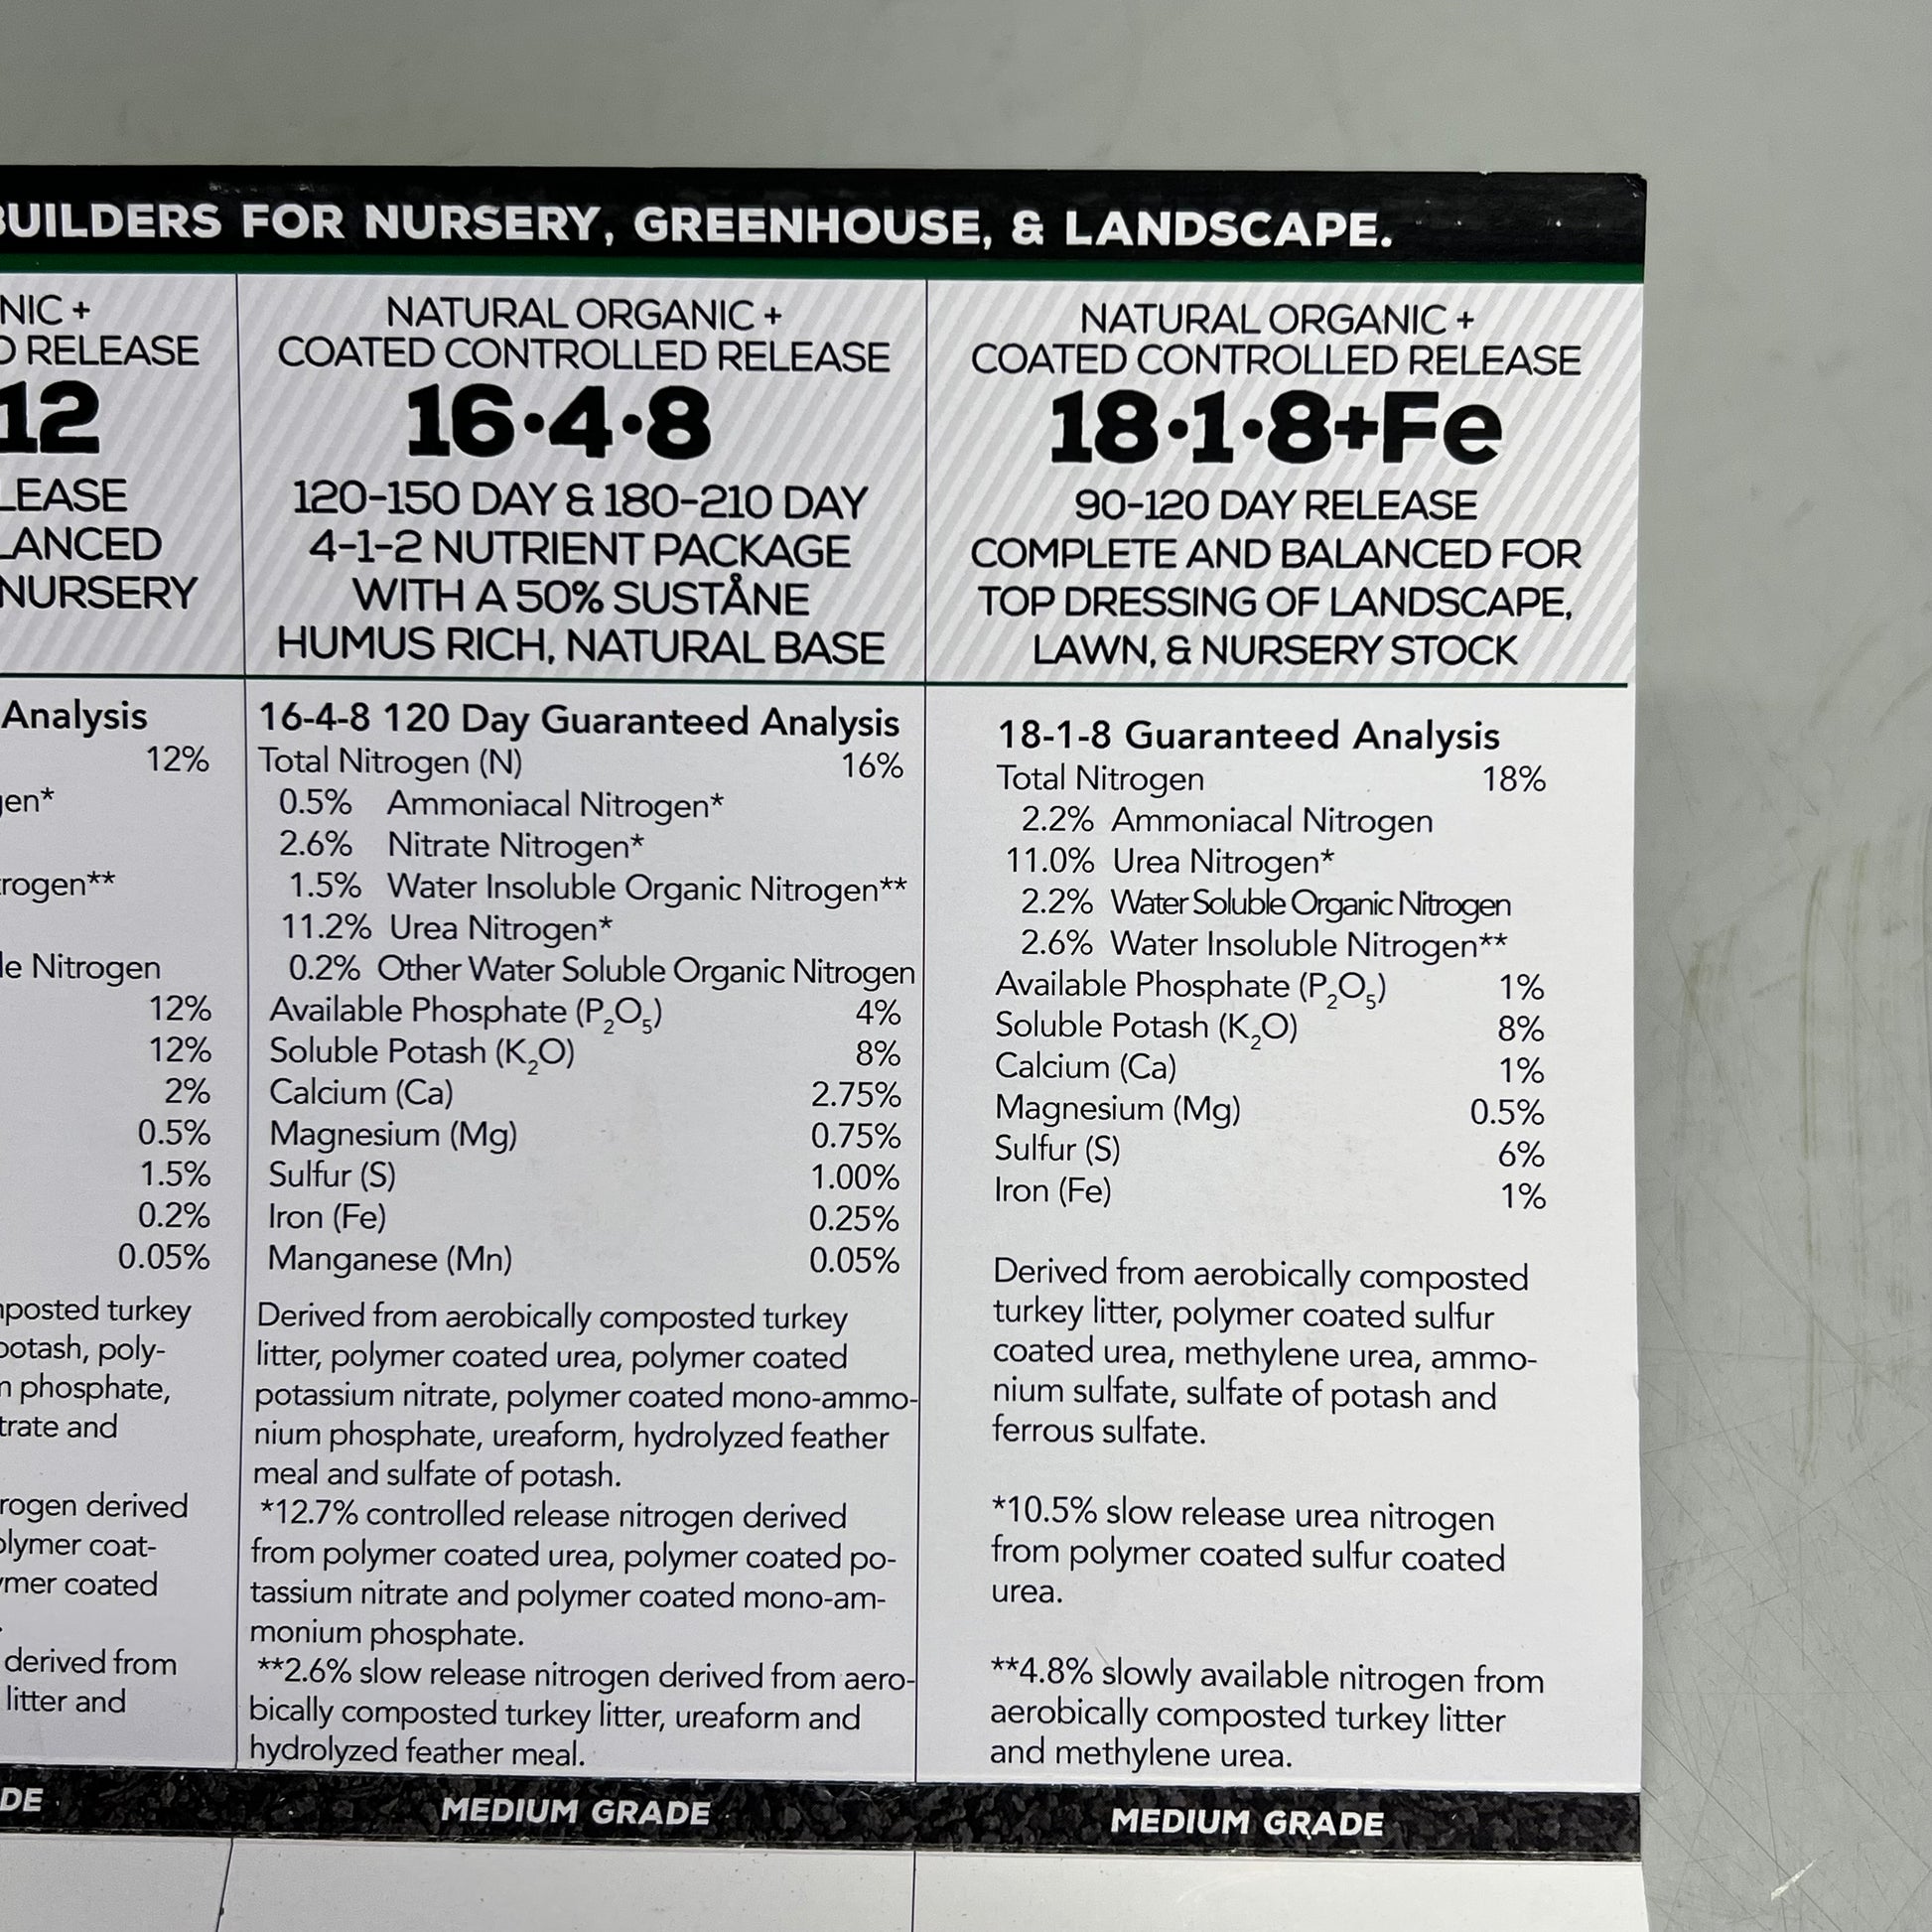 BUILDERS FOR NURSERY, GREENHOUSE, & LANDSCAPE.
NIC +
RELEASE
12
LEASE
LANCED
NURSERY
Analysis
12%
gen*
rogen**
le Nitrogen
12%
12%
2%
0.5%
1.5%
0.2%
0.05%
mposted turkey
potash, poly-
m phosphate,
trate and
rogen derived
olymer coat-
ymer coated
derived from
litter and
DE
NATURAL ORGANIC +
COATED CONTROLLED RELEASE
16•4•8
120-150 DAY & 180-210 DAY
4-1-2 NUTRIENT PACKAGE
WITH A 50% SUSTÅNE
HUMUS RICH, NATURAL BASE
16-4-8 120 Day Guaranteed Analysis
Total Nitrogen (N) 16%
0.5% Ammoniacal Nitrogen*
2.6% Nitrate Nitrogen*
1.5% Water Insoluble Organic Nitrogen**
11.2% Urea Nitrogen*
0.2% Other Water Soluble Organic Nitrogen
Available Phosphate (P₂O₅) 4%
Soluble Potash (K₂O) 8%
Calcium (Ca) 2.75%
Magnesium (Mg) 0.75%
Sulfur (S) 1.00%
Iron (Fe) 0.25%
Manganese (Mn) 0.05%
Derived from aerobically composted turkey
litter, polymer coated urea, polymer coated
potassium nitrate, polymer coated mono-ammo-
nium phosphate, ureaform, hydrolyzed feather
meal and sulfate of potash.
*12.7% controlled release nitrogen derived
from polymer coated urea, polymer coated po-
tassium nitrate and polymer coated mono-am-
monium phosphate.
**2.6% slow release nitrogen derived from aero-
bically composted turkey litter, ureaform and
hydrolyzed feather meal.
MEDIUM GRADE
NATURAL ORGANIC +
COATED CONTROLLED RELEASE
18•1•8+Fe
90-120 DAY RELEASE
COMPLETE AND BALANCED FOR
TOP DRESSING OF LANDSCAPE,
LAWN, & NURSERY STOCK
18-1-8 Guaranteed Analysis
Total Nitrogen 18%
2.2% Ammoniacal Nitrogen
11.0% Urea Nitrogen*
2.2% Water Soluble Organic Nitrogen
2.6% Water Insoluble Nitrogen**
Available Phosphate (P₂O₅) 1%
Soluble Potash (K₂O) 8%
Calcium (Ca) 1%
Magnesium (Mg) 0.5%
Sulfur (S) 6%
Iron (Fe) 1%
Derived from aerobically composted
turkey litter, polymer coated sulfur
coated urea, methylene urea, ammo-
nium sulfate, sulfate of potash and
ferrous sulfate.
*10.5% slow release urea nitrogen
from polymer coated sulfur coated
urea.
**4.8% slowly available nitrogen from
aerobically composted turkey litter
and methylene urea.
MEDIUM GRADE